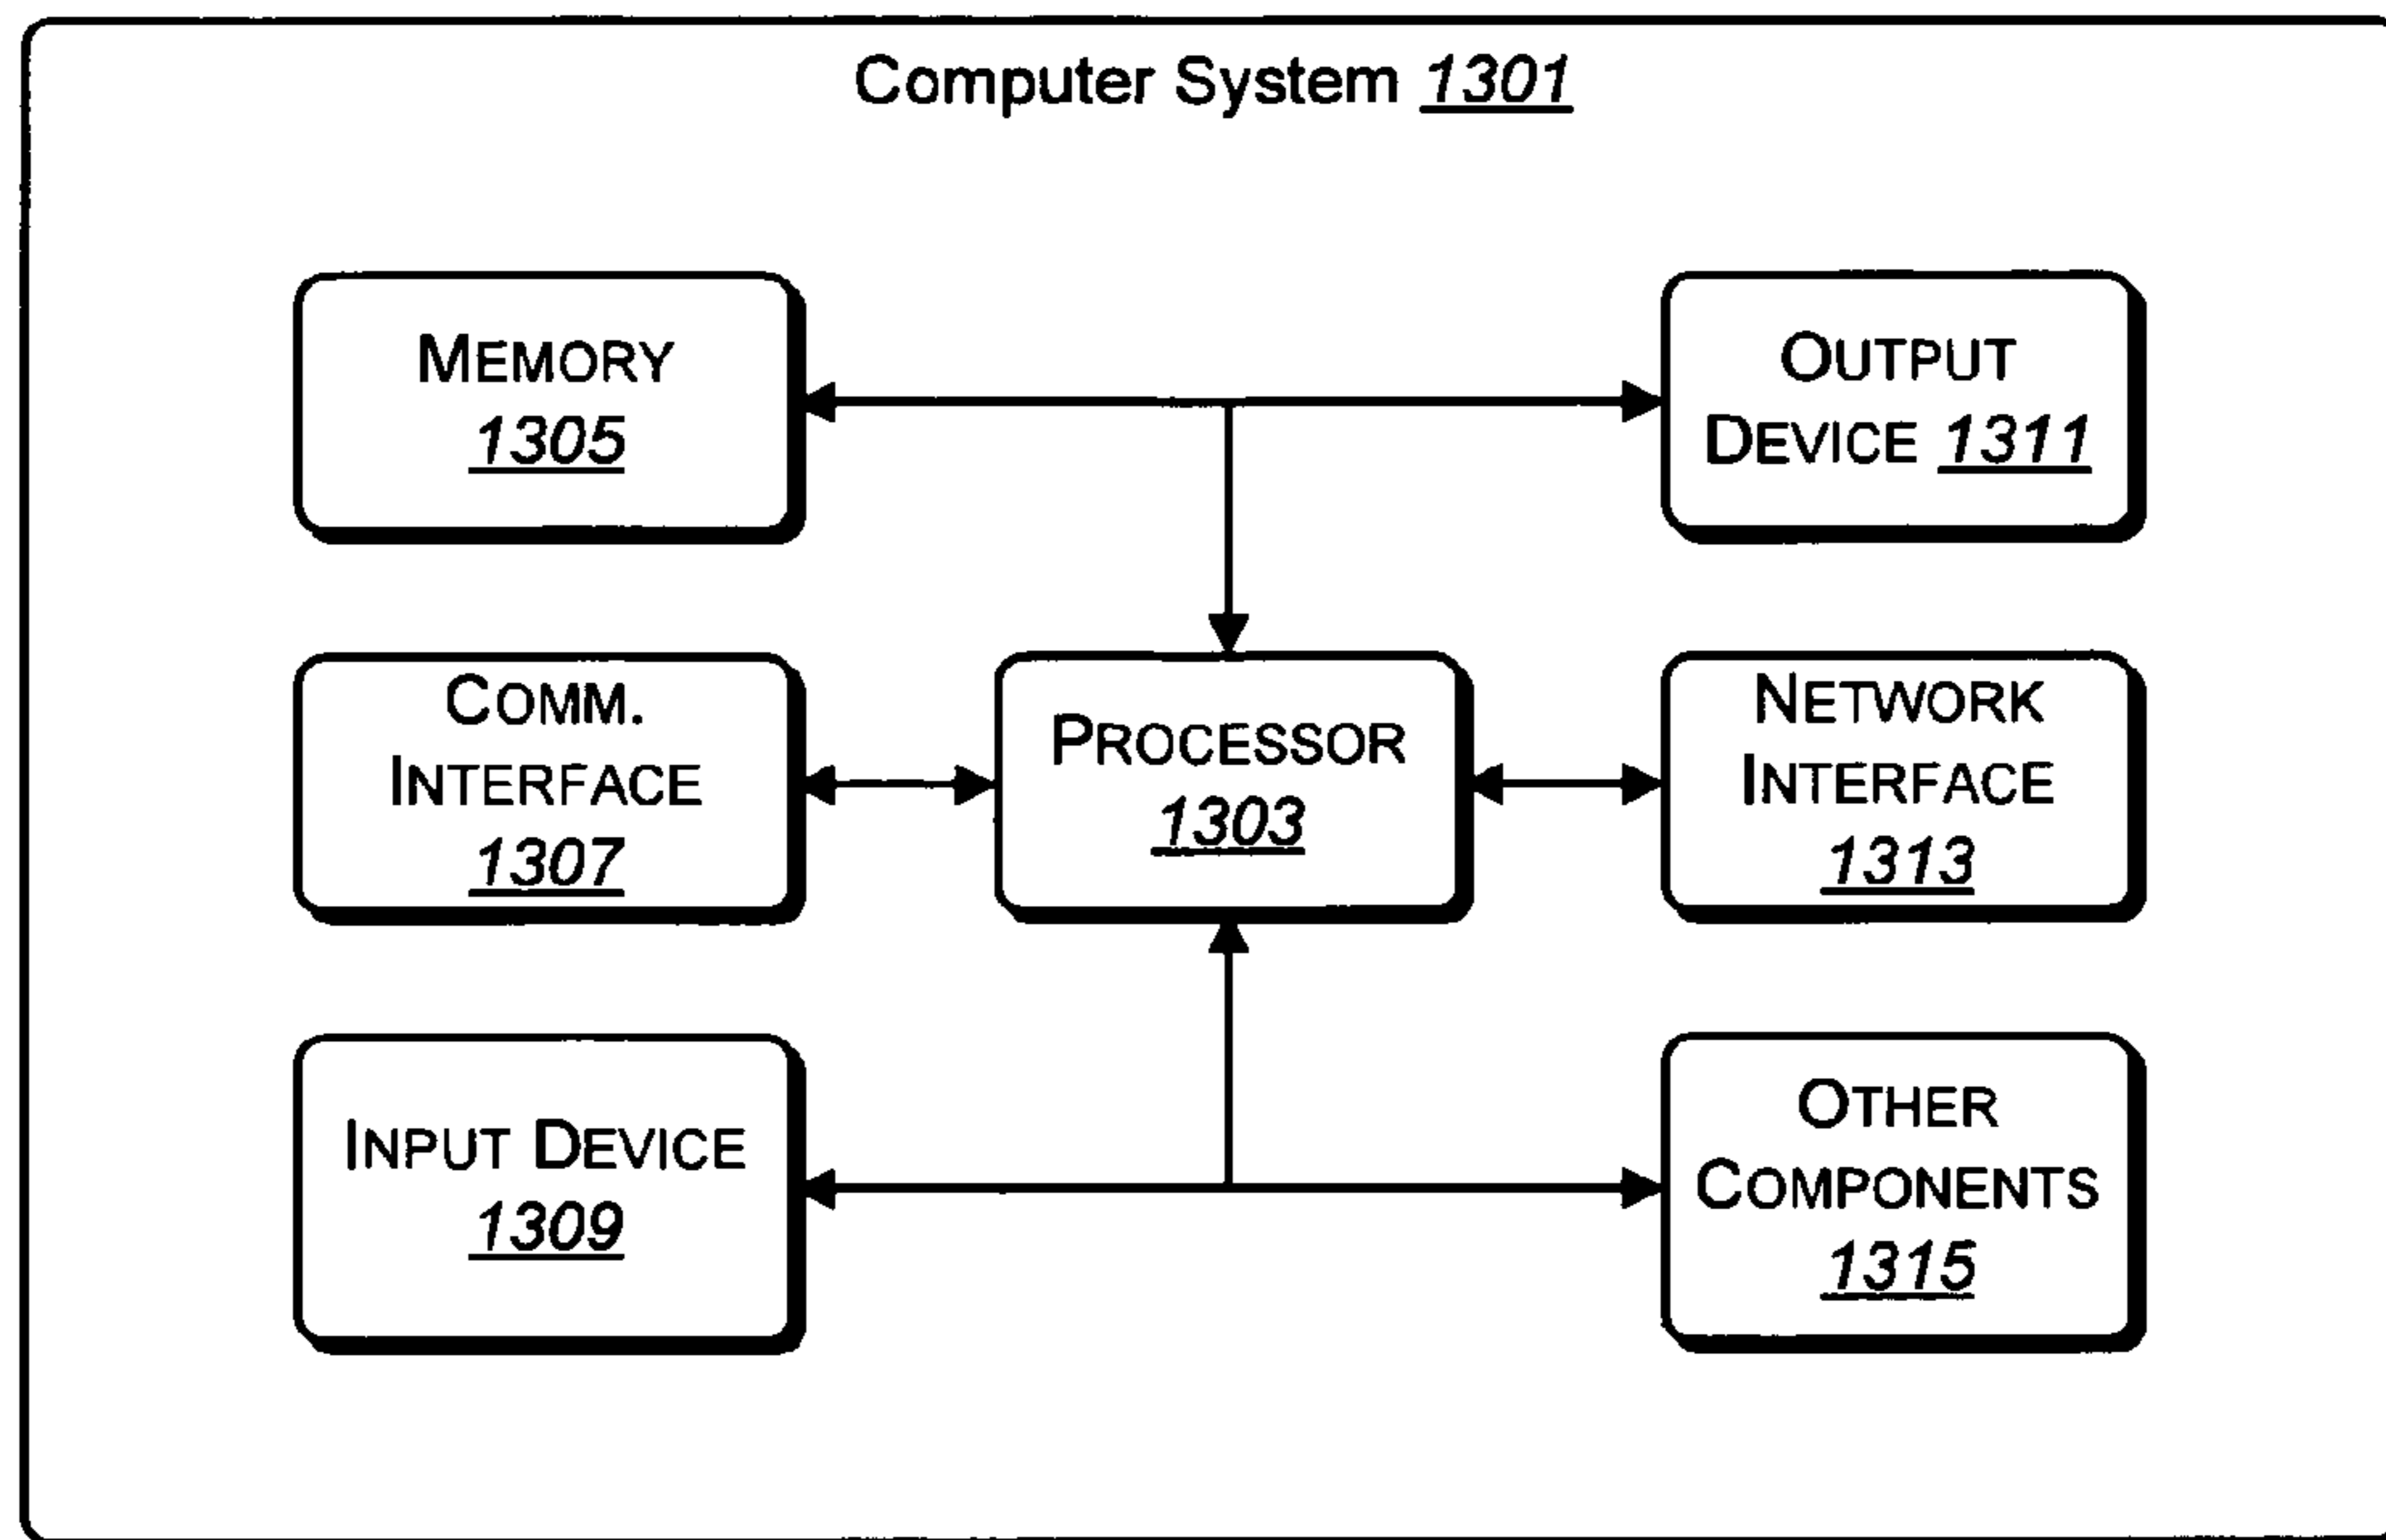 Computer System 1301
MEMORY
1305
OUTPUT
DEVICE 1311
COMM.
INTERFACE
1307
PROCESSOR
1303
NETWORK
INTERFACE
1313
INPUT DEVICE
1309
OTHER
COMPONENTS
1315